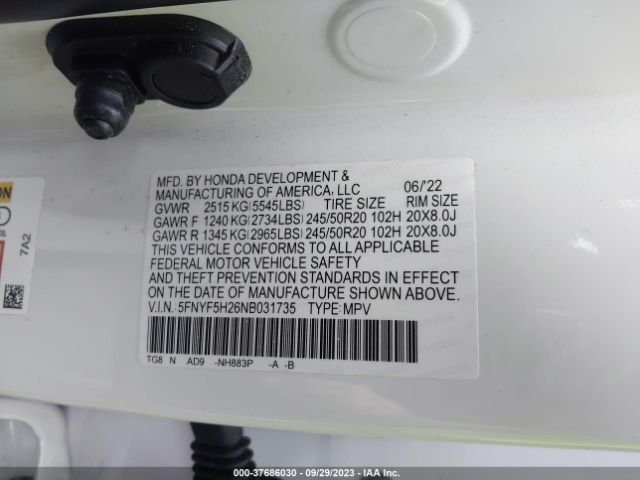 MFD. BY HONDA DEVELOPMENT &
MANUFACTURING OF AMERICA, LLC 06/'22
GVWR 2515 KG(5545LBS) TIRE SIZE RIM SIZE
GAWR F 1240 KG(2734LBS) 245/50R20 102H 20X8.0J
GAWR R 1345 KG(2965LBS) 245/50R20 102H 20X8.0J
THIS VEHICLE CONFORMS TO ALL APPLICABLE
FEDERAL MOTOR VEHICLE SAFETY
AND THEFT PREVENTION STANDARDS IN EFFECT
ON THE DATE OF MANUFACTURE SHOWN ABOVE.
V.I.N.:5FNYF5H26NB031735 TYPE:MPV
TG8 N AD9 -NH883P -A -B
7A2
000-37686030 - 09/29/2023 - IAA Inc.